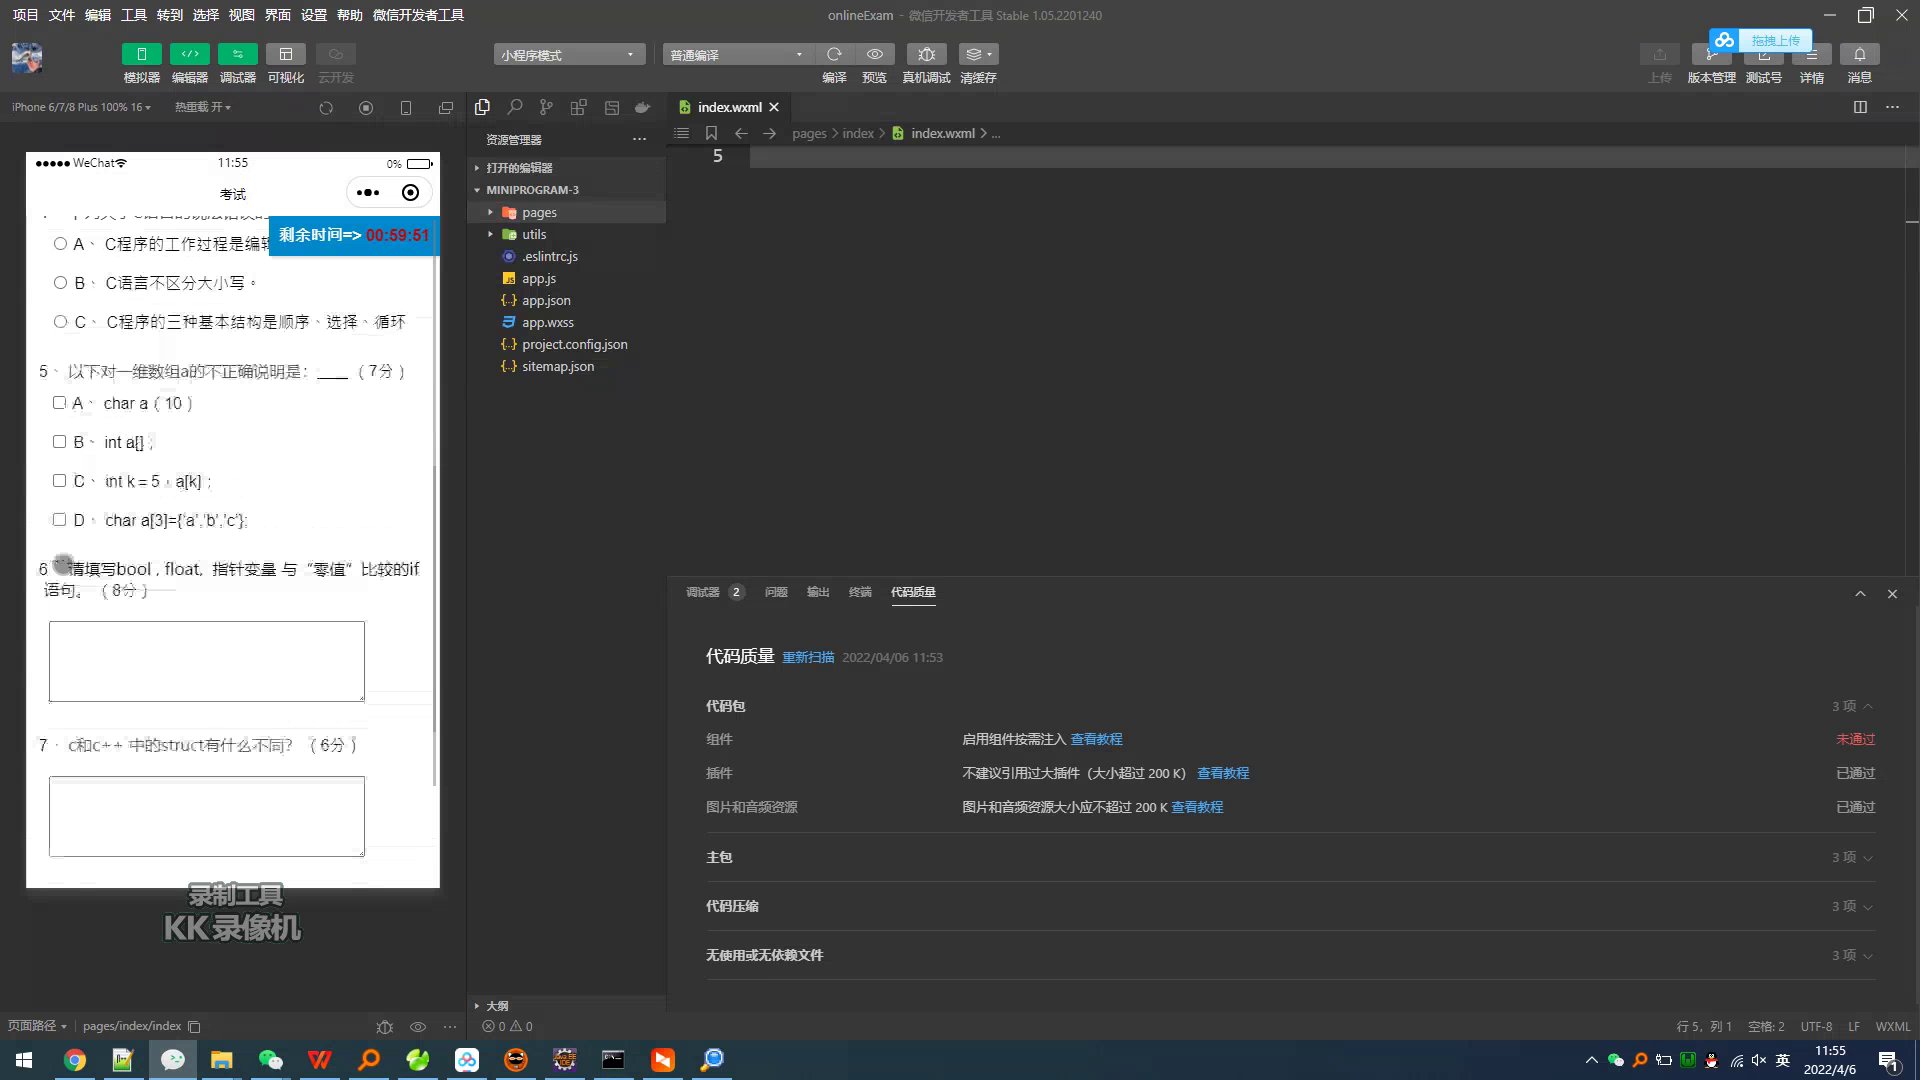 项目 文件 编辑 工具 转到 选择 视图 界面 设置 帮助 微信开发者工具
onlineExam - 微信开发者工具 Stable 1.05.2201240
小程序模式
普通编译
拖拽上传
模拟器 编辑器 调试器 可视化 云开发
编译 预览 真机调试 清缓存
上传 版本管理 测试号 详情 消息
iPhone 6/7/8 Plus 100% 16
热重载 开
WeChat
11:55
0%
考试
剩余时间=> 00:59:51
A、 C程序的工作过程是编辑
B、 C语言不区分大小写。
C、 C程序的三种基本结构是顺序、选择、循环
5、 以下对一维数组a的不正确说明是：____（7分）
A、 char a（10）
B、 int a[]；
C、 int k = 5，a[k]；
D、 char a[3]={'a','b','c'};
6、 请填写bool , float, 指针变量 与“零值”比较的if
语句。（8分）
7、 c和c++ 中的struct有什么不同？（6分）
录制工具
KK 录像机
页面路径
pages/index/index
资源管理器
打开的编辑器
MINIPROGRAM-3
pages
utils
.eslintrc.js
app.js
app.json
app.wxss
project.config.json
sitemap.json
大纲
0 0
index.wxml
pages > index > index.wxml > ...
5
调试器 2 问题 输出 终端 代码质量
代码质量 重新扫描 2022/04/06 11:53
代码包 3 项
组件 启用组件按需注入 查看教程 未通过
插件 不建议引用过大插件（大小超过 200 K） 查看教程 已通过
图片和音频资源 图片和音频资源大小应不超过 200 K 查看教程 已通过
主包 3 项
代码压缩 3 项
无使用或无依赖文件 3 项
行 5，列 1 空格: 2 UTF-8 LF WXML
英
11:55
2022/4/6
1